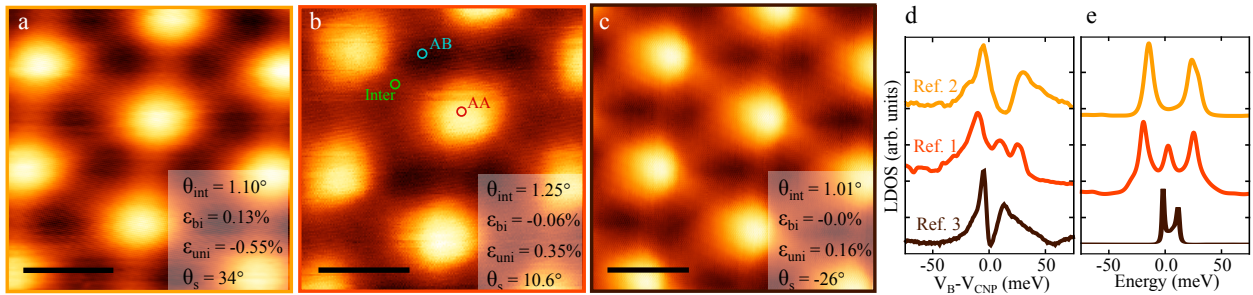 a
θint = 1.10°
εbi = 0.13%
εuni = -0.55%
θs = 34°
b
AB
Inter
AA
θint = 1.25°
εbi = -0.06%
εuni = 0.35%
θs = 10.6°
c
θint = 1.01°
εbi = -0.0%
εuni = 0.16%
θs = -26°
d
LDOS (arb. units)
Ref. 2
Ref. 1
Ref. 3
-50 0.0 50
VB-VCNP (meV)
e
-50 0.0 50
Energy (meV)